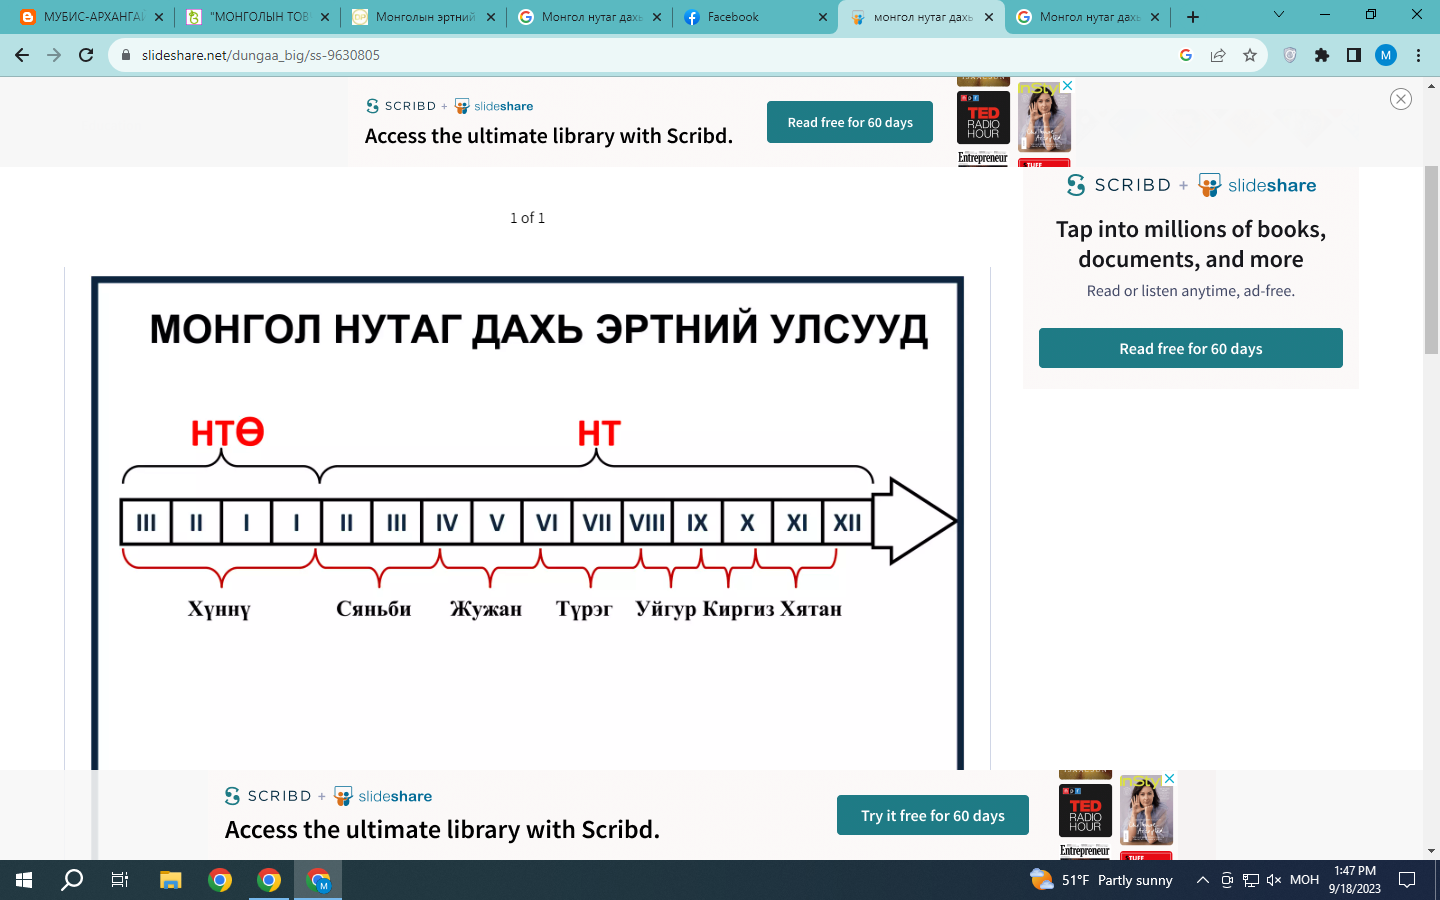 МУБИС-АРХАНГАЙ
"МОНГОЛЫН ТОВ
Монголын эртний
Монгол нутаг дахь
Facebook
монгол нутаг дахь
Монгол нутаг дахь
slideshare.net/dungaa_big/ss-9630805
M
SCRIBD + slideshare
Access the ultimate library with Scribd.
Read free for 60 days
TED
RADIO
HOUR
InStyle
Entrepreneur
SCRIBD + slideshare
Tap into millions of books,
documents, and more
Read or listen anytime, ad-free.
Read free for 60 days
1 of 1
МОНГОЛ НУТАГ ДАХЬ ЭРТНИЙ УЛСУУД
НТӨ НТ
III II I I II III IV V VI VII VIII IX X XI XII
Хүннү Сяньби Жужан Түрэг Уйгур Киргиз Хятан
SCRIBD + slideshare
Access the ultimate library with Scribd.
Try it free for 60 days
TED
RADIO
HOUR
InStyle
Entrepreneur
TUFF
51°F Partly sunny
МОН
1:47 PM
9/18/2023